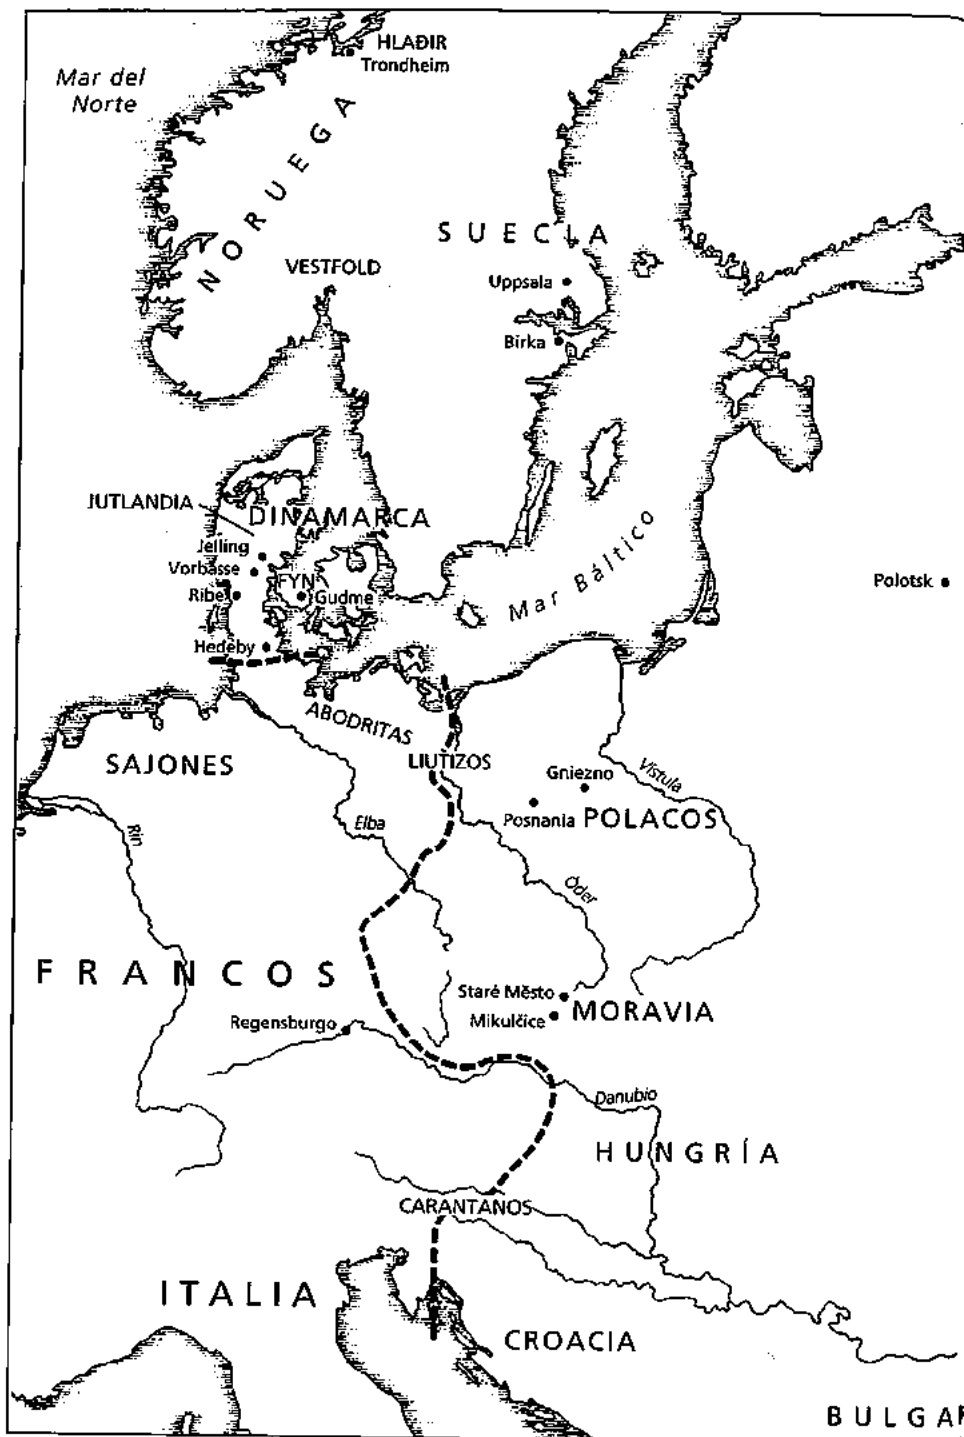 HLAÐIR
Trondheim
Mar del
Norte
NORUEGA
SUECIA
VESTFOLD
Uppsala
Birka
JUTLANDIA
DINAMARCA
Jelling
Vorbasse
FYN
Ribe
Gudme
Mar Báltico
Polotsk
Hedeby
ABODRITAS
SAJONES
LIUTIZOS
Gniezno
Vístula
Posnania
POLACOS
Rin
Elba
Óder
FRANCOS
Staré Město
MORAVIA
Mikulčice
Regensburgo
Danubio
HUNGRÍA
CARANTANOS
ITALIA
CROACIA
BULGAR